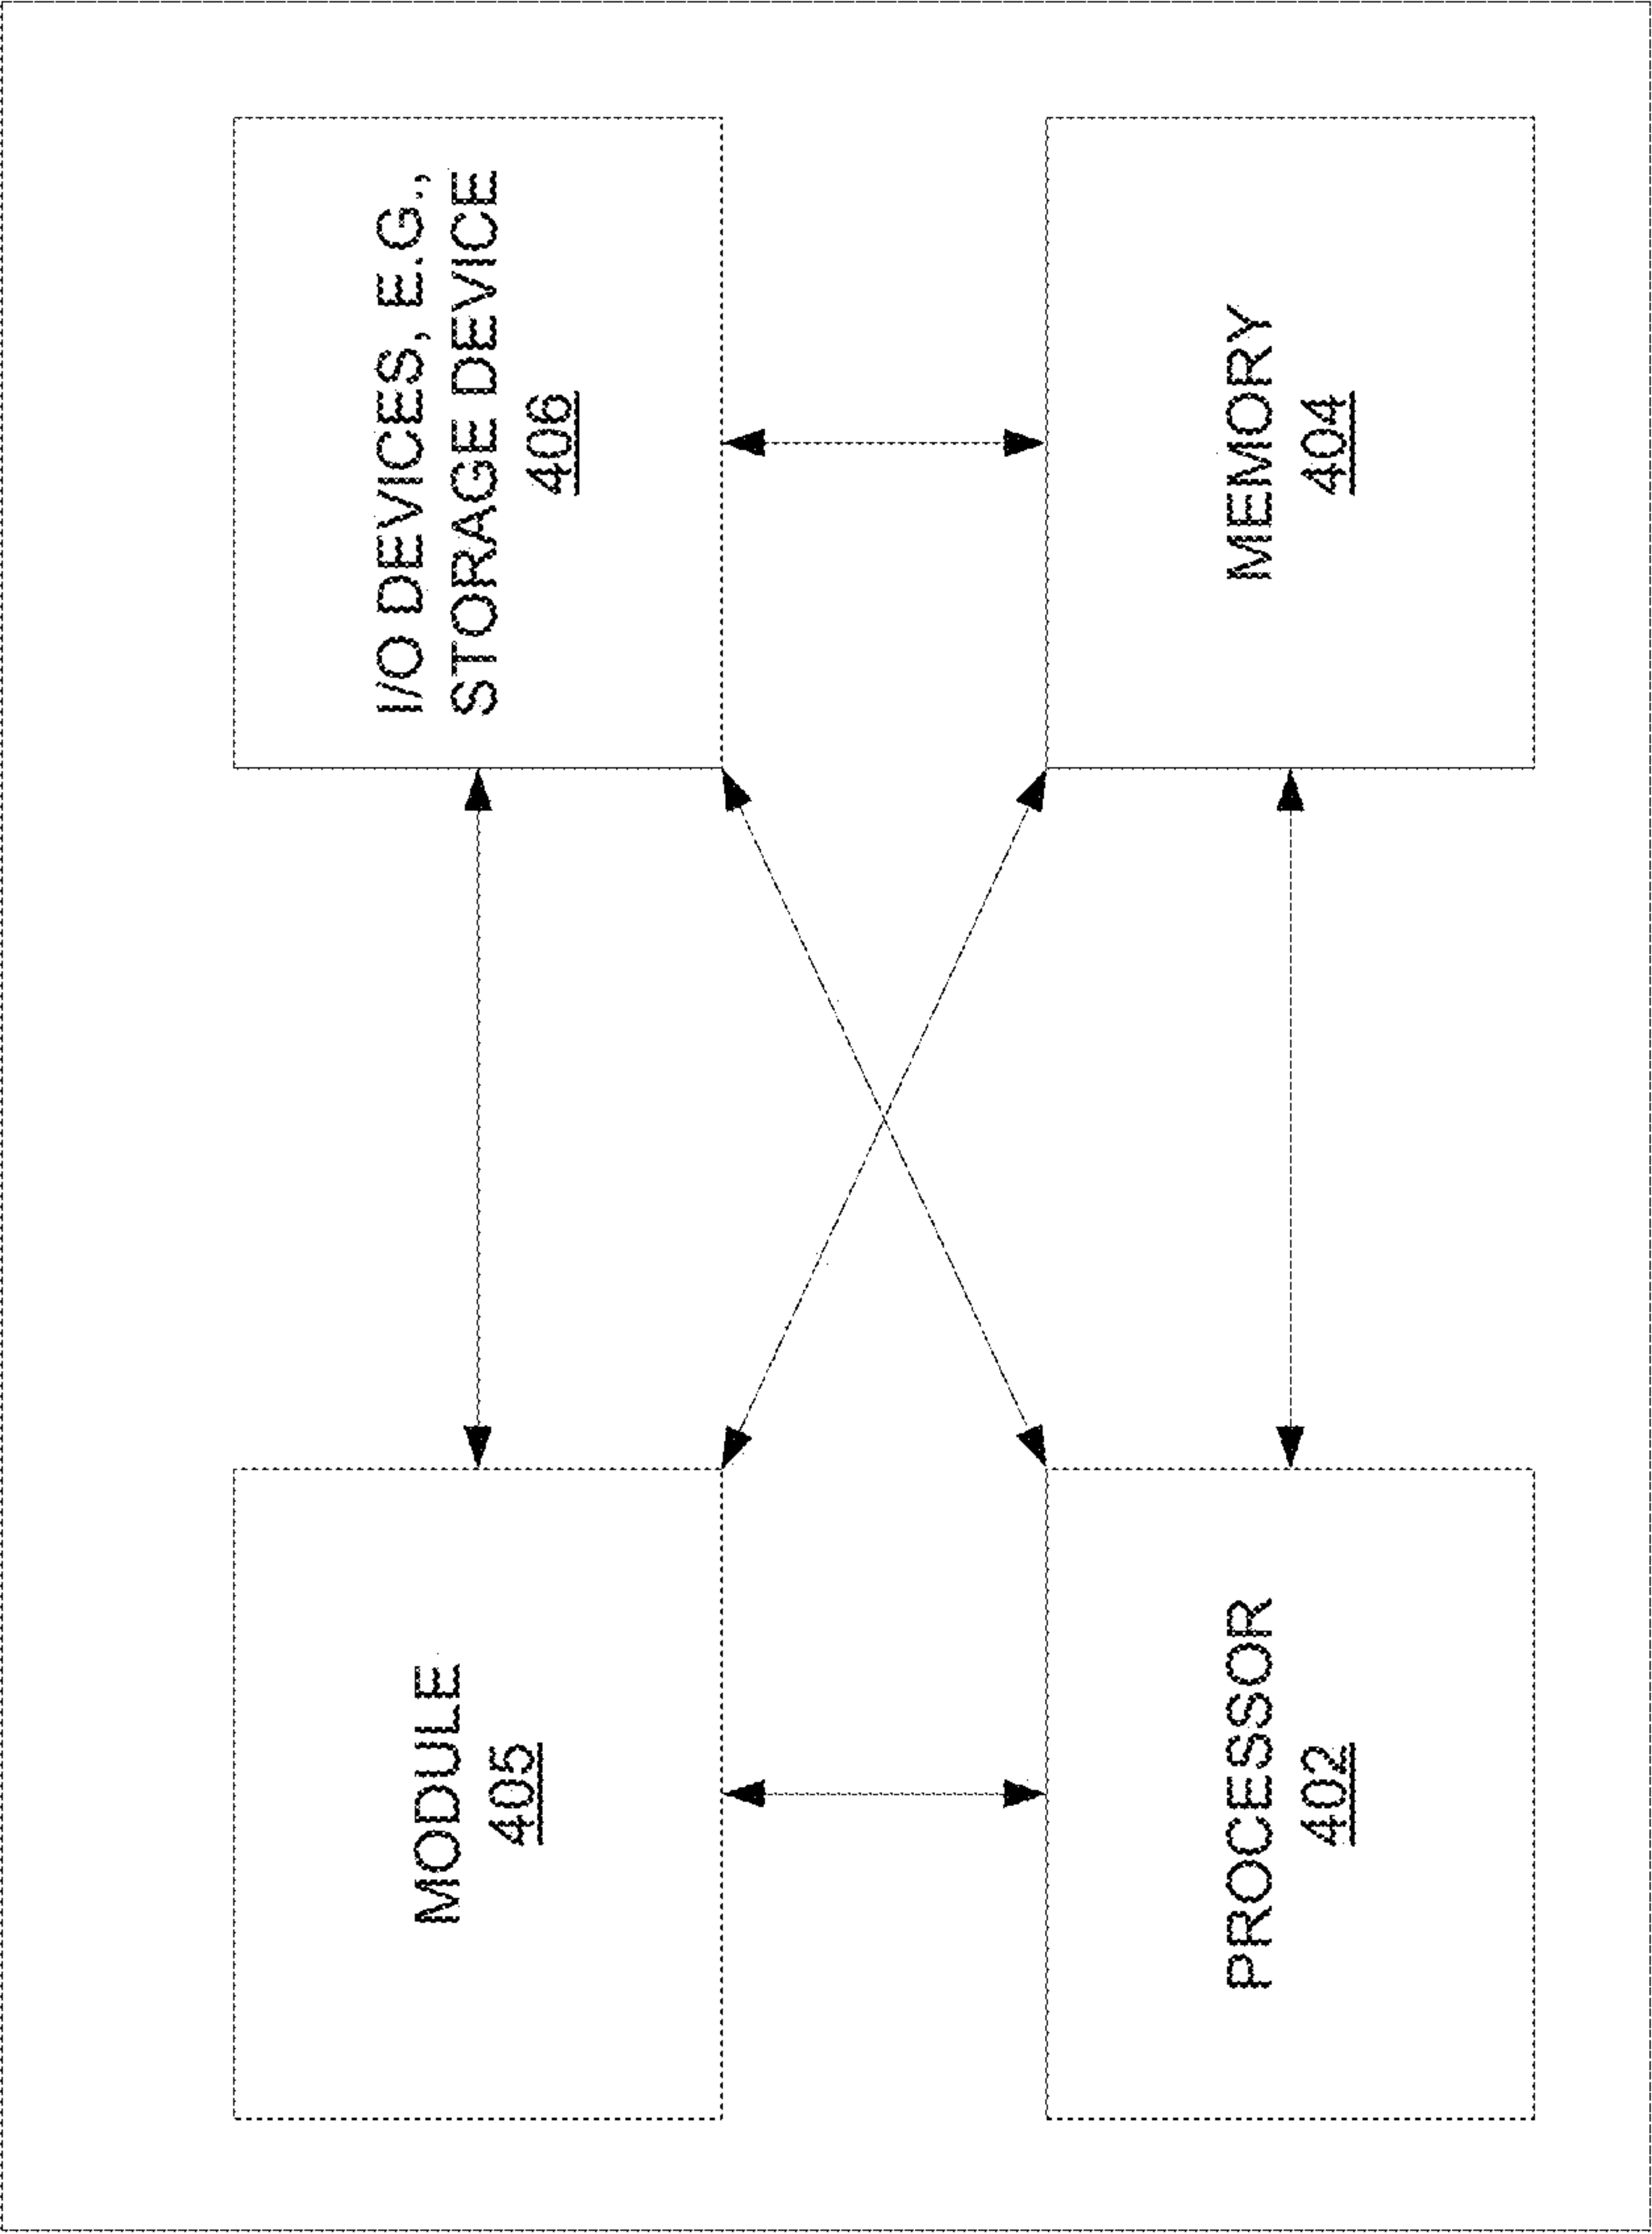 MODULE
405
I/O DEVICES, E.G.,
STORAGE DEVICE
406
PROCESSOR
402
MEMORY
404